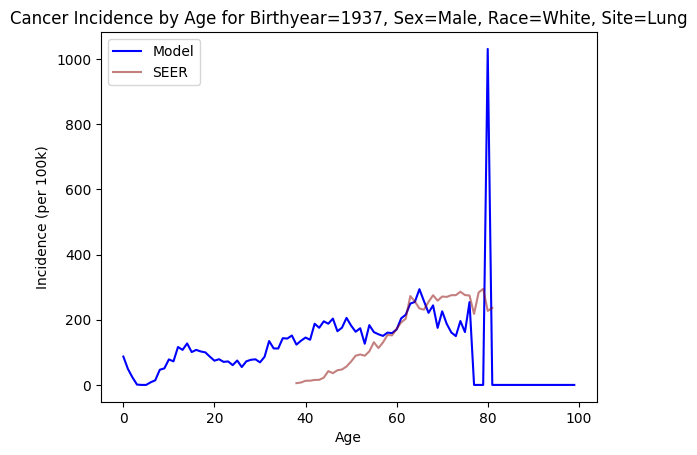 Cancer Incidence by Age for Birthyear=1937, Sex=Male, Race=White, Site=Lung
Model
SEER
1000
800
600
400
200
0
Incidence (per 100k)
0 20 40 60 80 100
Age